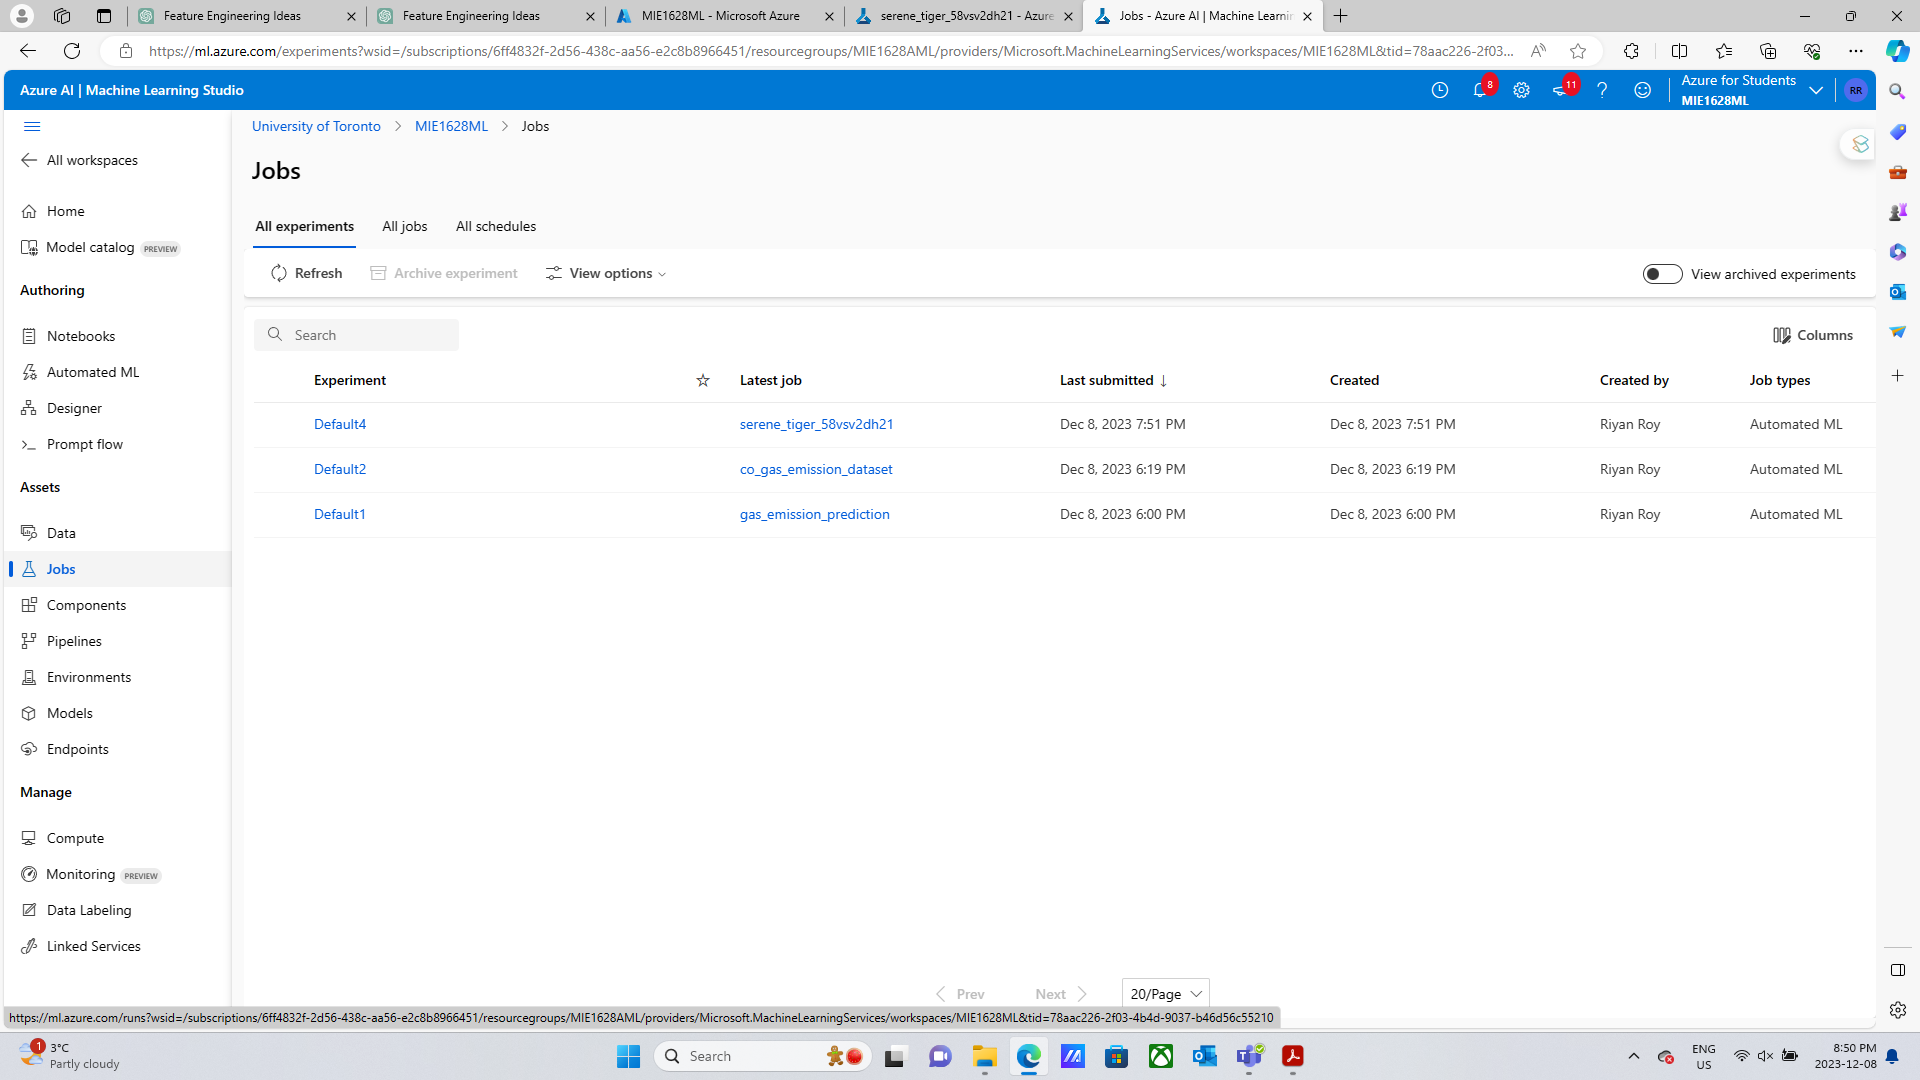 Feature Engineering Ideas
Feature Engineering Ideas
MIE1628ML - Microsoft Azure
serene_tiger_58vsv2dh21 - Azure
Jobs - Azure AI | Machine Learnin
https://ml.azure.com/experiments?wsid=/subscriptions/6ff4832f-2d56-438c-aa56-e2c8b8966451/resourcegroups/MIE1628AML/providers/Microsoft.MachineLearningServices/workspaces/MIE1628ML&tid=78aac226-2f03...
Azure AI | Machine Learning Studio
8
11
Azure for Students
MIE1628ML
RR
All workspaces
Home
Model catalog PREVIEW
Authoring
Notebooks
Automated ML
Designer
Prompt flow
Assets
Data
Jobs
Components
Pipelines
Environments
Models
Endpoints
Manage
Compute
Monitoring PREVIEW
Data Labeling
Linked Services
University of Toronto > MIE1628ML > Jobs
Jobs
All experiments All jobs All schedules
Refresh Archive experiment View options View archived experiments
Search Columns
Experiment Latest job Last submitted ↓ Created Created by Job types
Default4 serene_tiger_58vsv2dh21 Dec 8, 2023 7:51 PM Dec 8, 2023 7:51 PM Riyan Roy Automated ML
Default2 co_gas_emission_dataset Dec 8, 2023 6:19 PM Dec 8, 2023 6:19 PM Riyan Roy Automated ML
Default1 gas_emission_prediction Dec 8, 2023 6:00 PM Dec 8, 2023 6:00 PM Riyan Roy Automated ML
Prev Next 20/Page
https://ml.azure.com/runs?wsid=/subscriptions/6ff4832f-2d56-438c-aa56-e2c8b8966451/resourcegroups/MIE1628AML/providers/Microsoft.MachineLearningServices/workspaces/MIE1628ML&tid=78aac226-2f03-4b4d-9037-b46d56c55210
1
3°C
Partly cloudy
Search
ENG
US
8:50 PM
2023-12-08